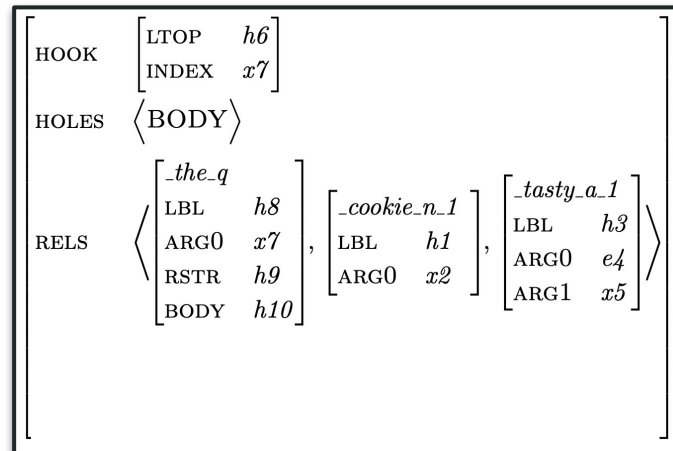 HOOK LTOP h6
INDEX x7
HOLES ⟨BODY⟩
RELS ⟨ _the_q LBL h8 ARG0 x7 RSTR h9 BODY h10 , _cookie_n_1 LBL h1 ARG0 x2 , _tasty_a_1 LBL h3 ARG0 e4 ARG1 x5 ⟩